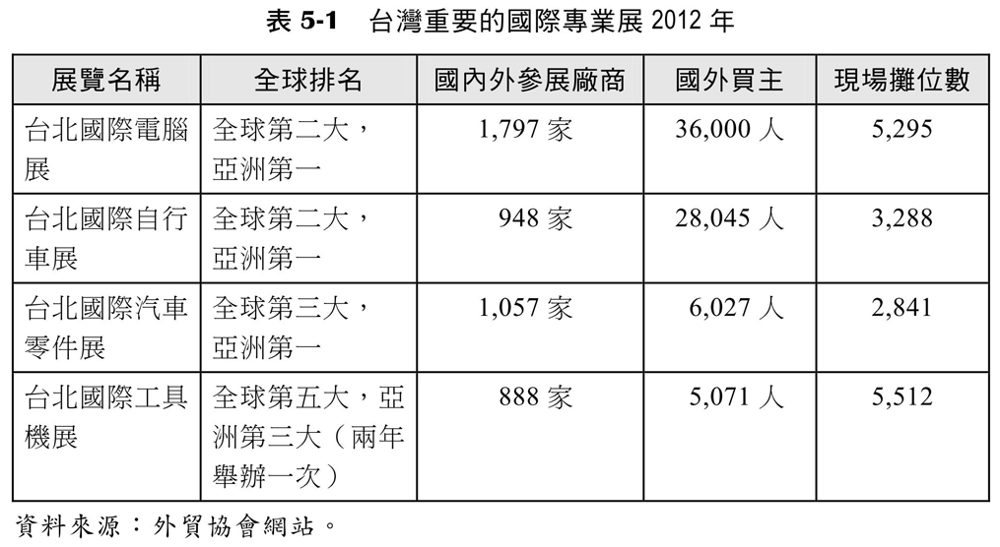 表 5-1　台灣重要的國際專業展 2012 年
展覽名稱　全球排名　國內外參展廠商　國外買主　現場攤位數
台北國際電腦　全球第二大，　1,797 家　36,000 人　5,295
展　亞洲第一
台北國際自行　全球第二大，　948 家　28,045 人　3,288
車展　亞洲第一
台北國際汽車　全球第三大，　1,057 家　6,027 人　2,841
零件展　亞洲第一
台北國際工具　全球第五大，亞　888 家　5,071 人　5,512
機展　洲第三大（兩年
舉辦一次）
資料來源：外貿協會網站。